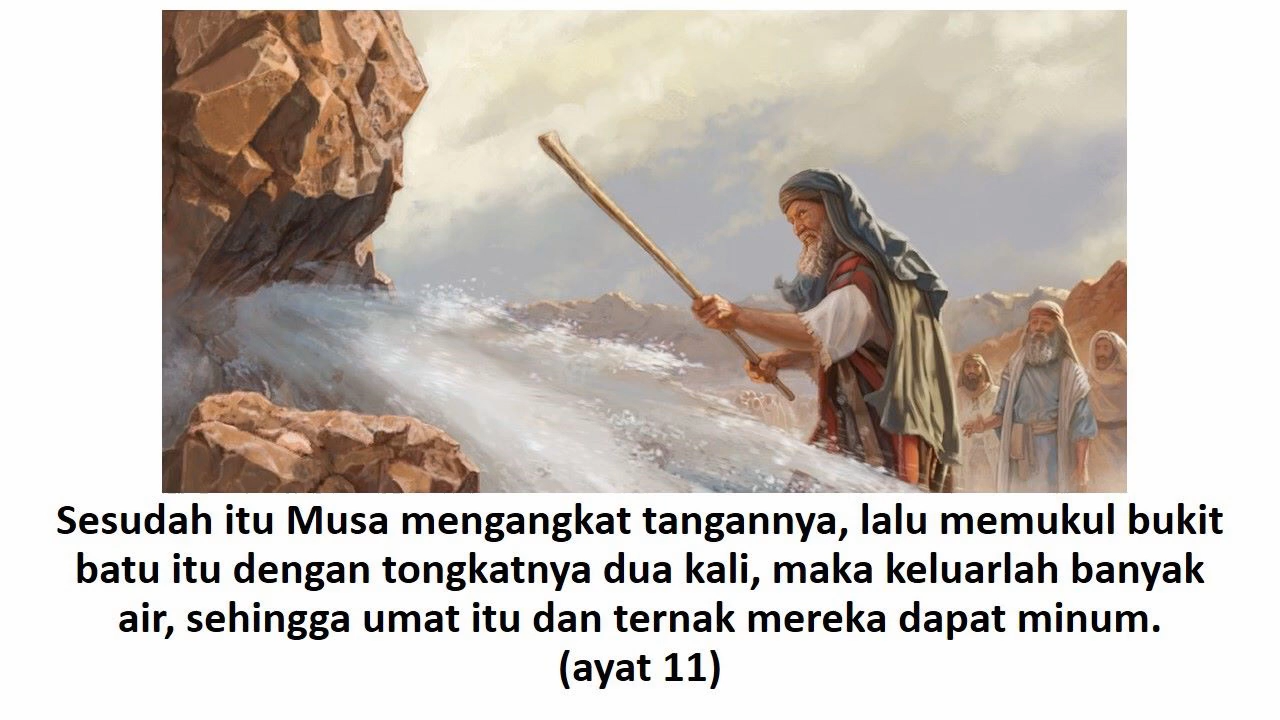 Sesudah itu Musa mengangkat tangannya, lalu memukul bukit
batu itu dengan tongkatnya dua kali, maka keluarlah banyak
air, sehingga umat itu dan ternak mereka dapat minum.
(ayat 11)